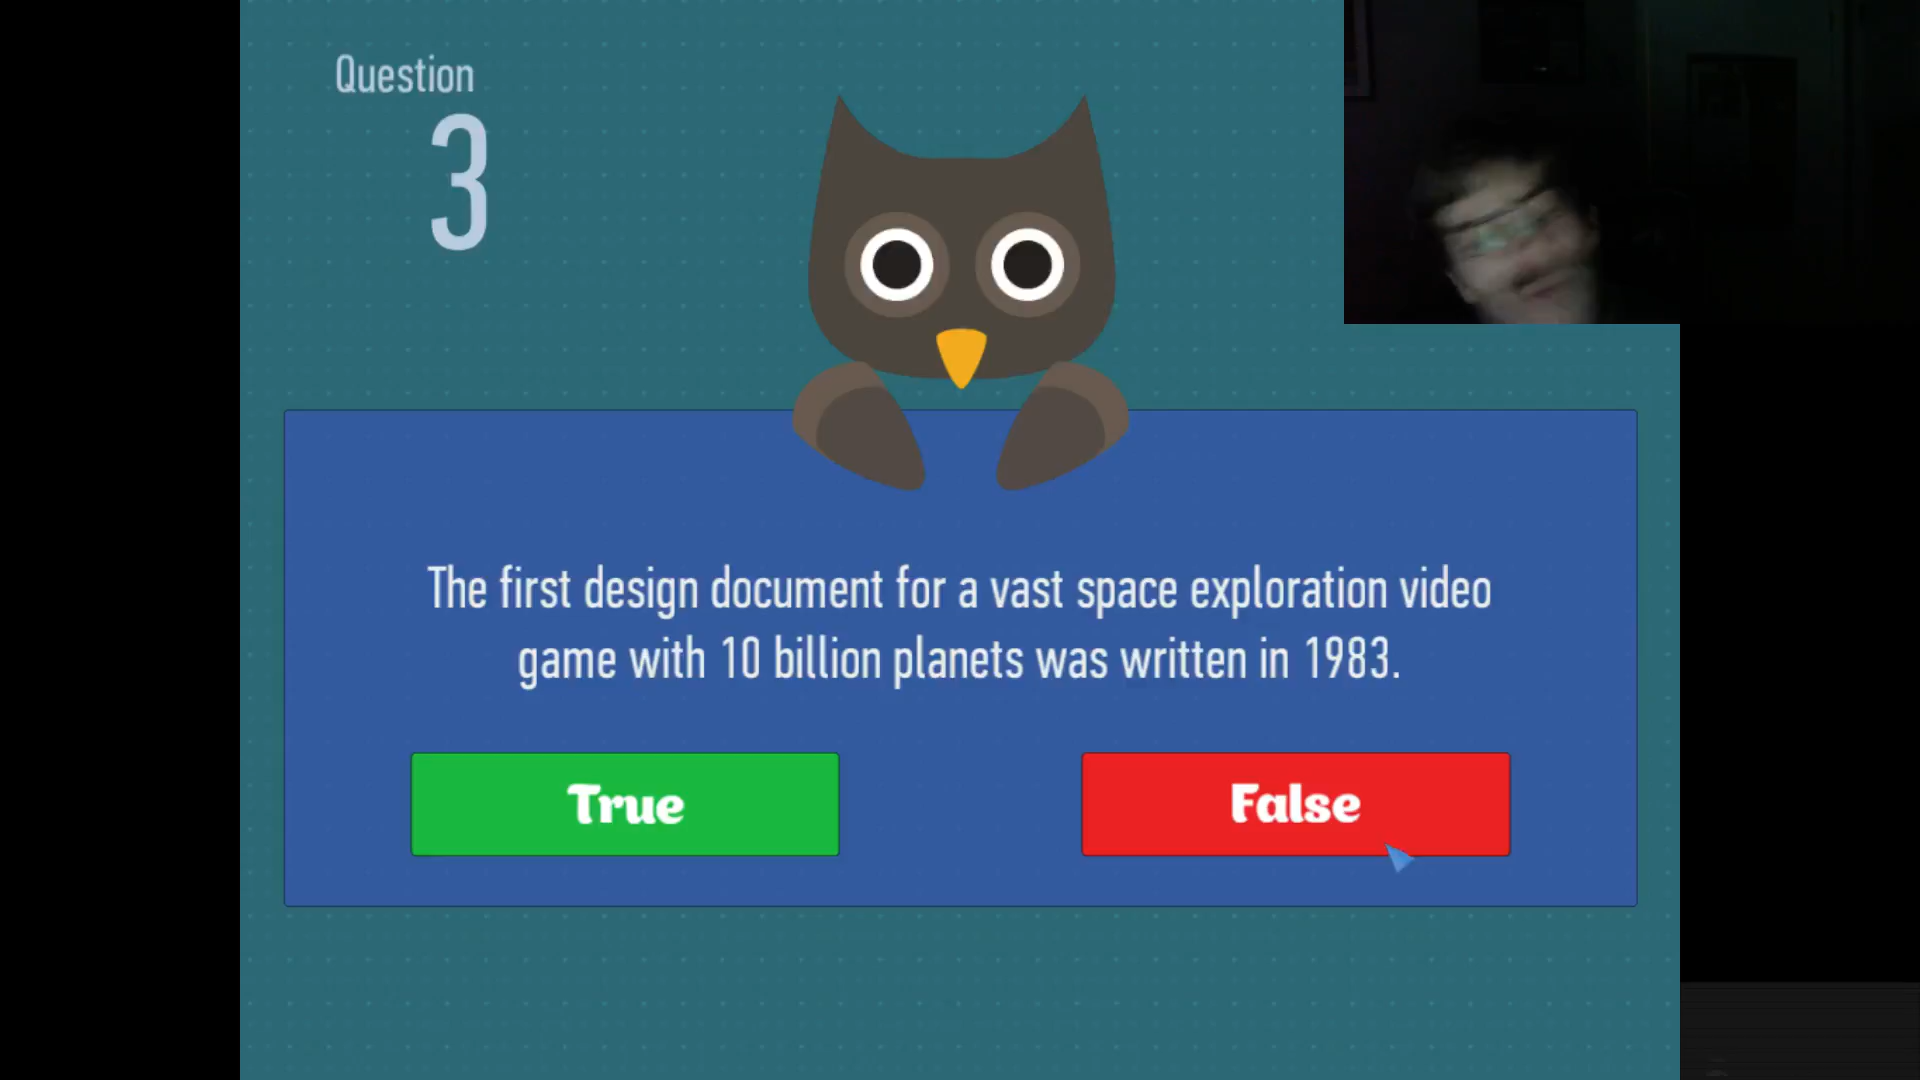 Question
3
The first design document for a vast space exploration video
game with 10 billion planets was written in 1983.
True
False